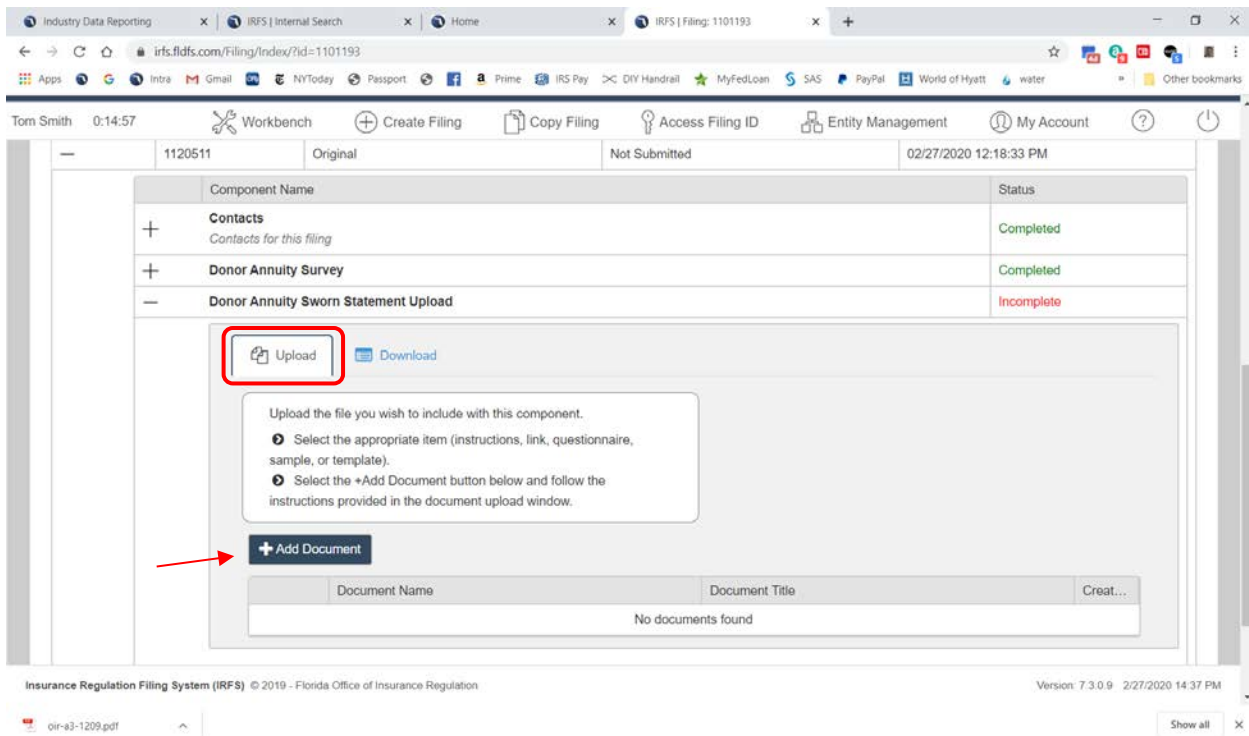 Industry Data Reporting x IRFS | Internal Search x Home x IRFS | Filing: 1101193 x +
irfs.fldfs.com/Filing/Index/?id=1101193
Apps G Intra Gmail NYToday Passport Prime IRS Pay DIY Handrail MyFedLoan SAS PayPal World of Hyatt water » Other bookmarks
Tom Smith 0:14:57 Workbench Create Filing Copy Filing Access Filing ID Entity Management My Account ?
1120511 Original Not Submitted 02/27/2020 12:18:33 PM
Component Name Status
Contacts Completed
Contacts for this filing
Donor Annuity Survey Completed
Donor Annuity Sworn Statement Upload Incomplete
Upload Download
Upload the file you wish to include with this component.
Select the appropriate item (instructions, link, questionnaire,
sample, or template).
Select the +Add Document button below and follow the
instructions provided in the document upload window.
+ Add Document
Document Name Document Title Creat...
No documents found
Insurance Regulation Filing System (IRFS) © 2019 - Florida Office of Insurance Regulation Version: 7.3.0.9 2/27/2020 14:37 PM
oir-a3-1209.pdf Show all X